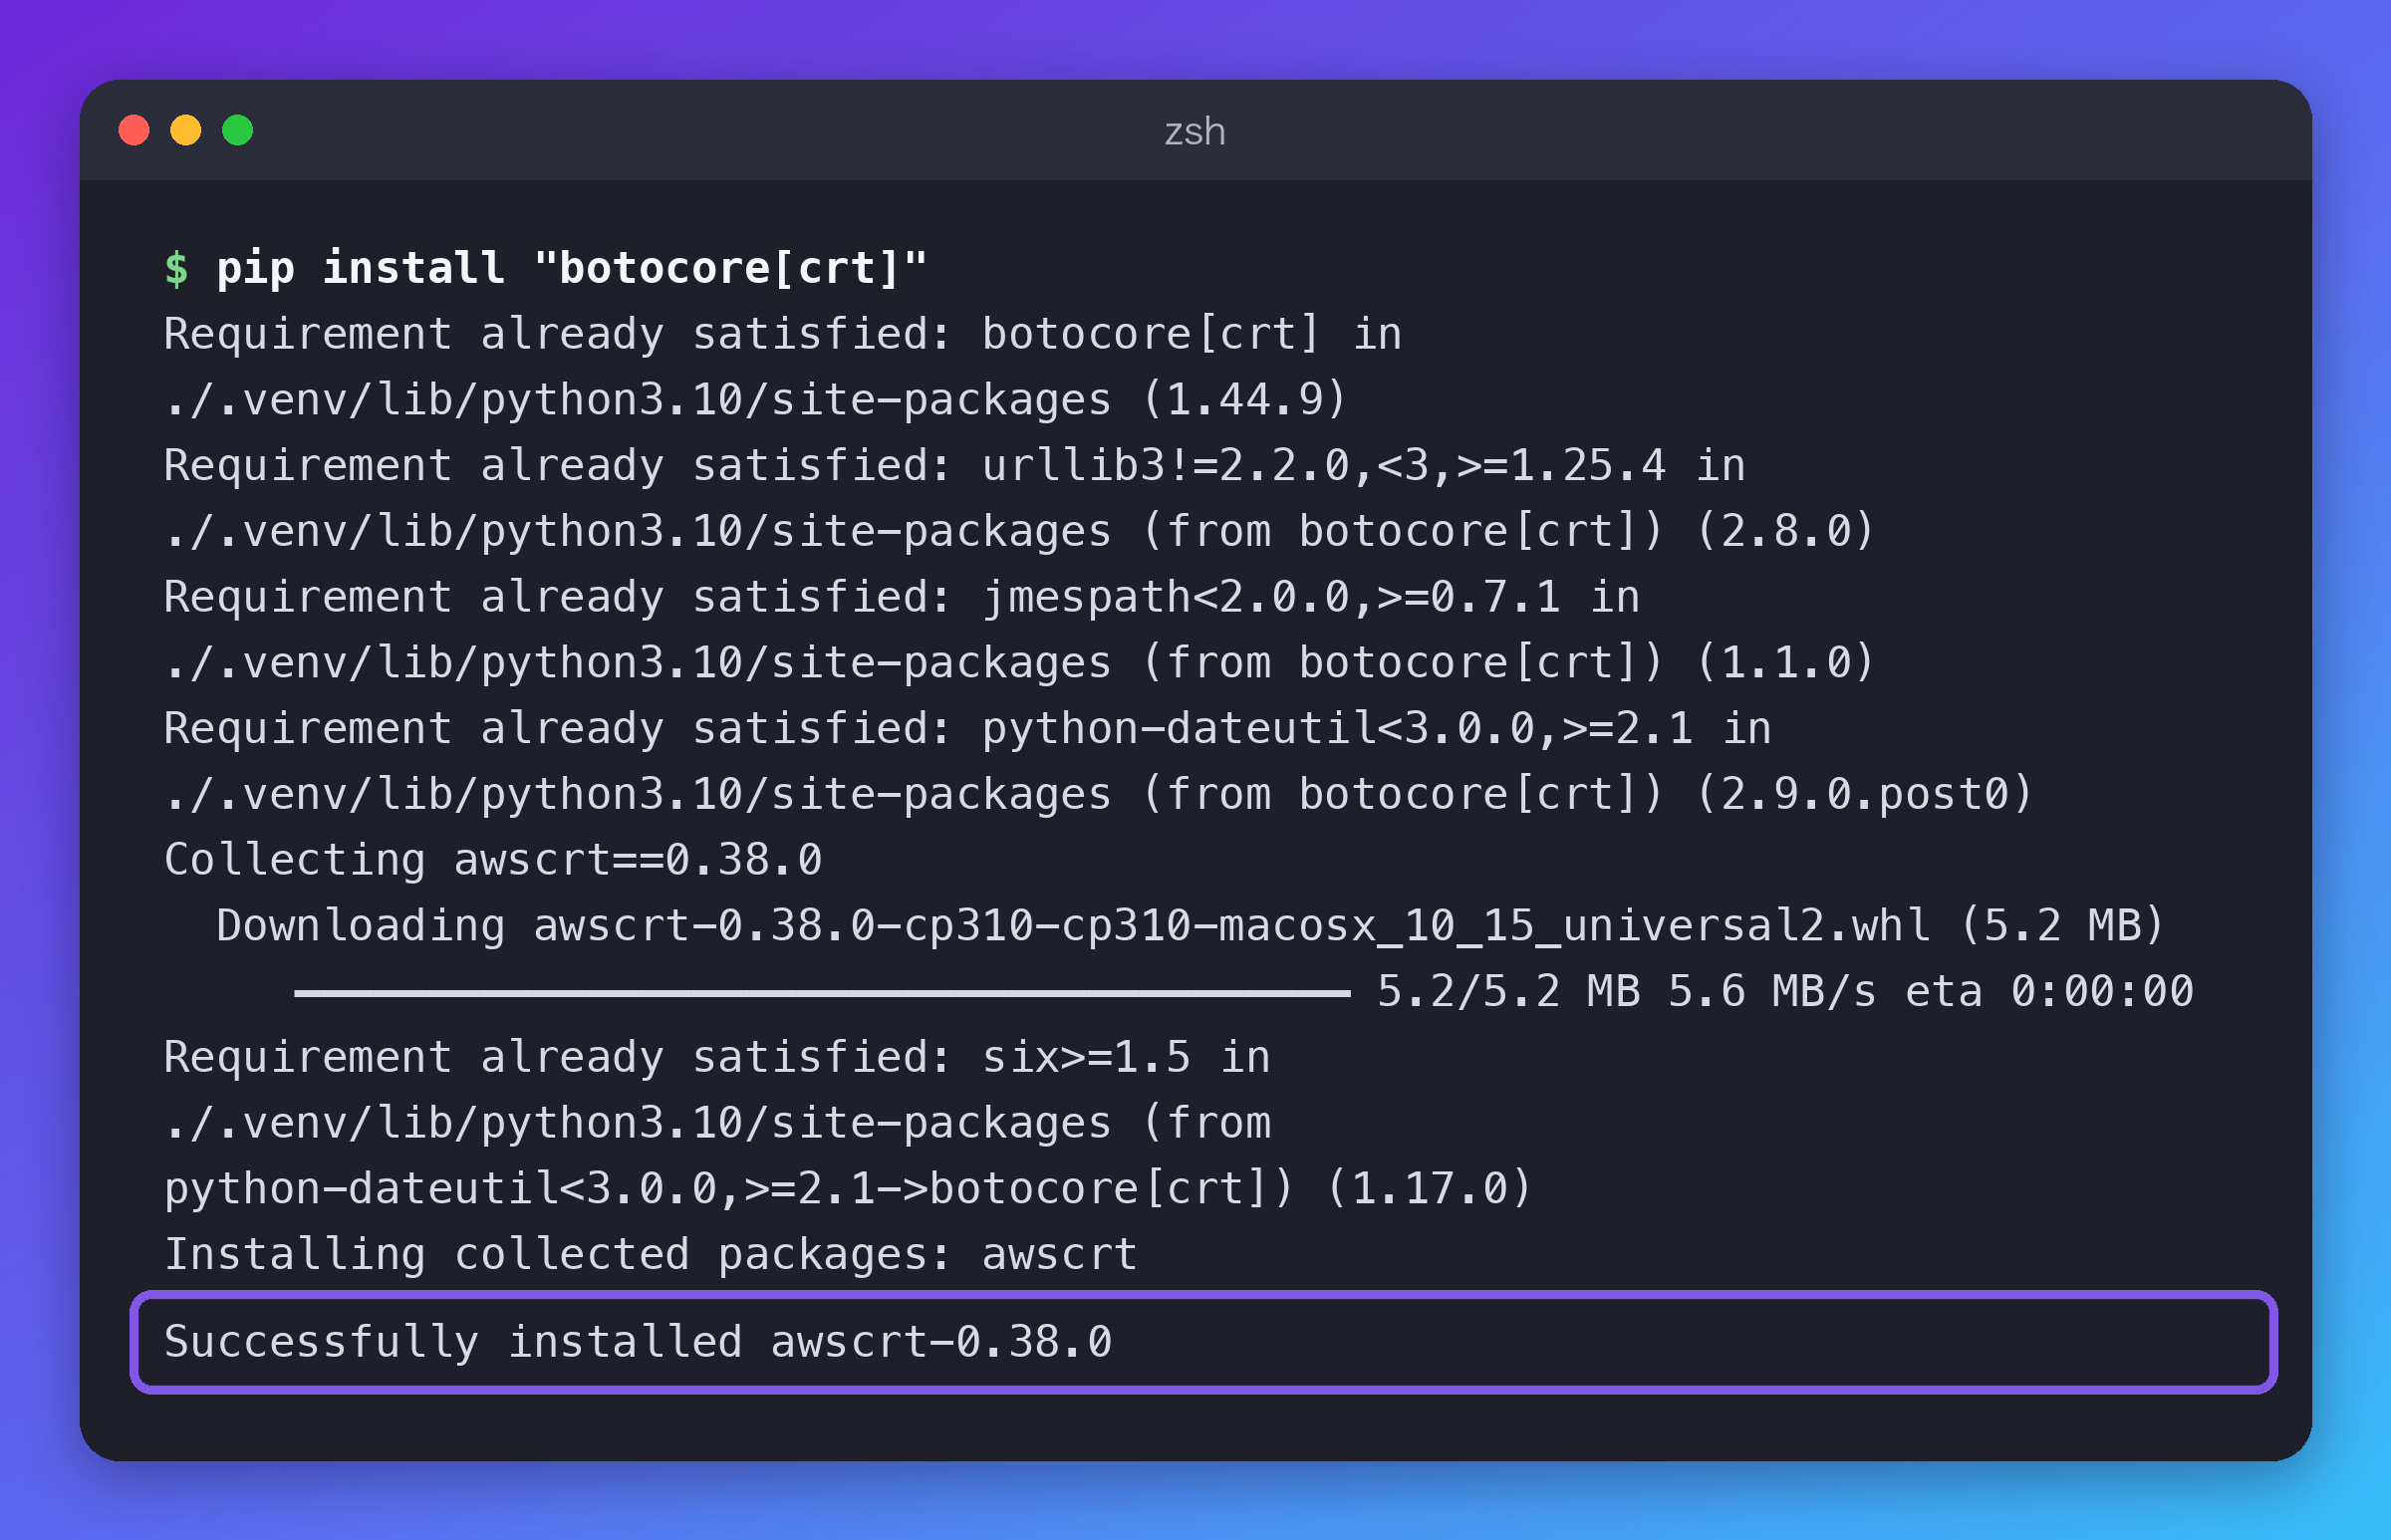 zsh
$ pip install "botocore[crt]"
Requirement already satisfied: botocore[crt] in
./.venv/lib/python3.10/site-packages (1.44.9)
Requirement already satisfied: urllib3!=2.2.0,<3,>=1.25.4 in
./.venv/lib/python3.10/site-packages (from botocore[crt]) (2.8.0)
Requirement already satisfied: jmespath<2.0.0,>=0.7.1 in
./.venv/lib/python3.10/site-packages (from botocore[crt]) (1.1.0)
Requirement already satisfied: python-dateutil<3.0.0,>=2.1 in
./.venv/lib/python3.10/site-packages (from botocore[crt]) (2.9.0.post0)
Collecting awscrt==0.38.0
  Downloading awscrt-0.38.0-cp310-cp310-macosx_10_15_universal2.whl (5.2 MB)
     ━━━━━━━━━━━━━━━━━━━━━━━━━━━━━━━━━━━━━━━━ 5.2/5.2 MB 5.6 MB/s eta 0:00:00
Requirement already satisfied: six>=1.5 in
./.venv/lib/python3.10/site-packages (from
python-dateutil<3.0.0,>=2.1->botocore[crt]) (1.17.0)
Installing collected packages: awscrt
Successfully installed awscrt-0.38.0